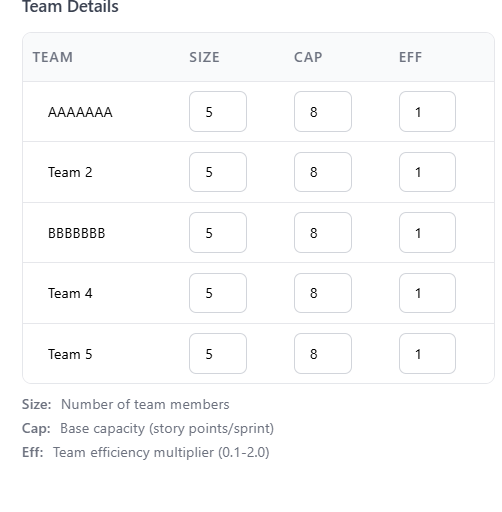 Team Details
TEAM SIZE CAP EFF
AAAAAAA 5 8 1
Team 2 5 8 1
BBBBBBB 5 8 1
Team 4 5 8 1
Team 5 5 8 1
Size: Number of team members
Cap: Base capacity (story points/sprint)
Eff: Team efficiency multiplier (0.1-2.0)